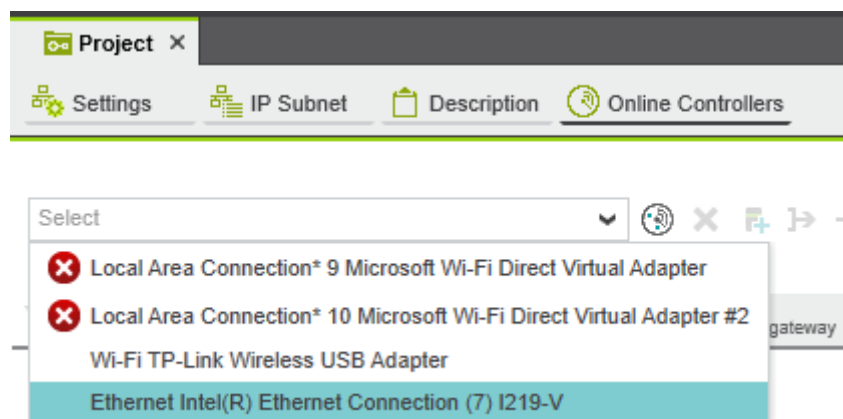 Project
Settings IP Subnet Description Online Controllers
Select
Local Area Connection* 9 Microsoft Wi-Fi Direct Virtual Adapter
Local Area Connection* 10 Microsoft Wi-Fi Direct Virtual Adapter #2
gateway
Wi-Fi TP-Link Wireless USB Adapter
Ethernet Intel(R) Ethernet Connection (7) I219-V